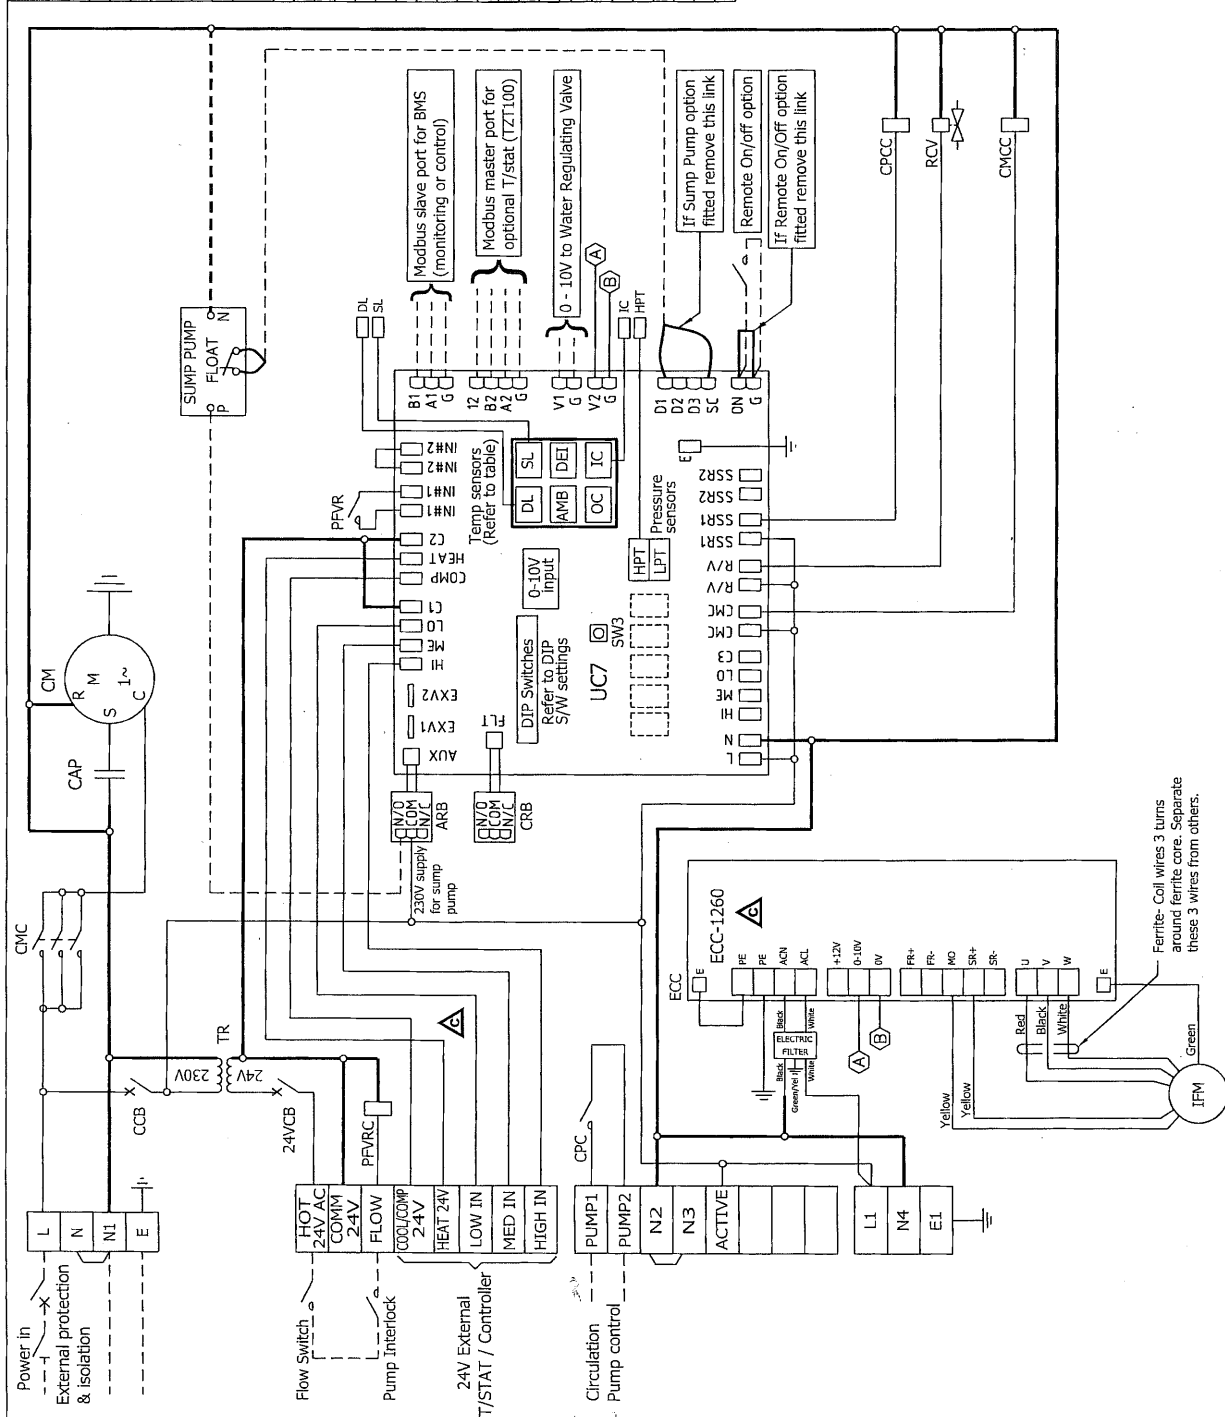 Power in
External protection
& isolation
L
N
N1
E
CCB
CMC
CAP
CM
R
M
1~
S
C
TR
230V
24V
24VCB
PFVRC
Flow Switch
Pump Interlock
HOT
24V AC
COMM
24V
FLOW
COOL/COMP
24V
HEAT 24V
LOW IN
MED IN
HIGH IN
24V External
T/STAT / Controller
C
SUMP PUMP
FLOAT
P
N
230V supply
for sump
pump
N/O
COM
N/C
ARB
N/O
COM
N/C
CRB
AUX
FLT
EXV1
EXV2
HI
ME
LO
C1
COMP
HEAT
C2
IN#1
IN#1
IN#2
IN#2
PFVR
Temp sensors
(Refer to table)
DL
SL
AMB
DEI
OC
IC
DIP Switches
Refer to DIP
S/W settings
0-10V
input
UC7
SW3
HPT
LPT
Pressure
sensors
E
L
N
HI
ME
LO
C3
CMC
CMC
R/V
R/V
SSR1
SSR1
SSR2
SSR2
DL
SL
B1
A1
G
Modbus slave port for BMS
(monitoring or control)
12
B2
A2
G
Modbus master port for
optional T/stat (TZT100)
V1
G
0 - 10V to Water Regulating Valve
V2
G
A
B
IC
HPT
D1
D2
D3
SC
If Sump Pump option
fitted remove this link
ON
G
Remote On/off option
If Remote On/Off option
fitted remove this link
CPCC
RCV
CMCC
Circulation
Pump control
PUMP1
PUMP2
N2
N3
ACTIVE
CPC
L1
N4
E1
ECC
E
ECC-1260
C
PE
PE
ACN
ACL
+12V
0-10V
0V
FR+
FR-
MO
SR+
SR-
U
V
W
E
Black
White
ELECTRIC
FILTER
Black
Green/Yel
White
A
B
Yellow
Yellow
Red
Black
White
Green
IFM
Ferrite- Coil wires 3 turns
around ferrite core. Separate
these 3 wires from others.